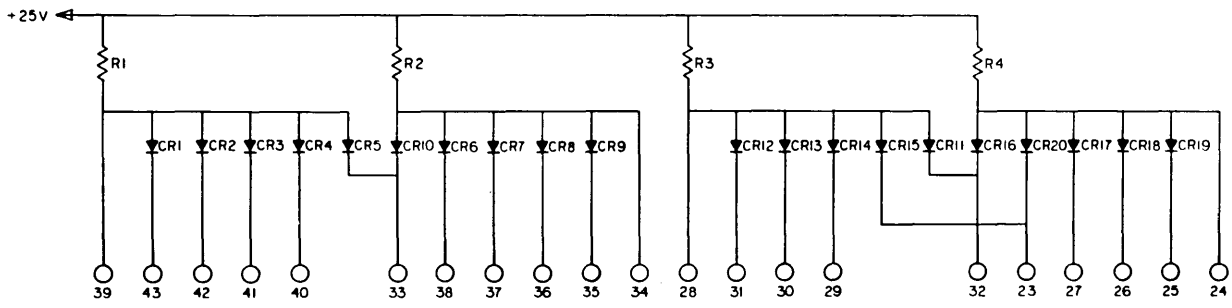 +25V
R1 R2 R3 R4
CR1 CR2 CR3 CR4 CR5 CR10 CR6 CR7 CR8 CR9 CR12 CR13 CR14 CR15 CR11 CR16 CR20 CR17 CR18 CR19
39 43 42 41 40 33 38 37 36 35 34 28 31 30 29 32 23 27 26 25 24